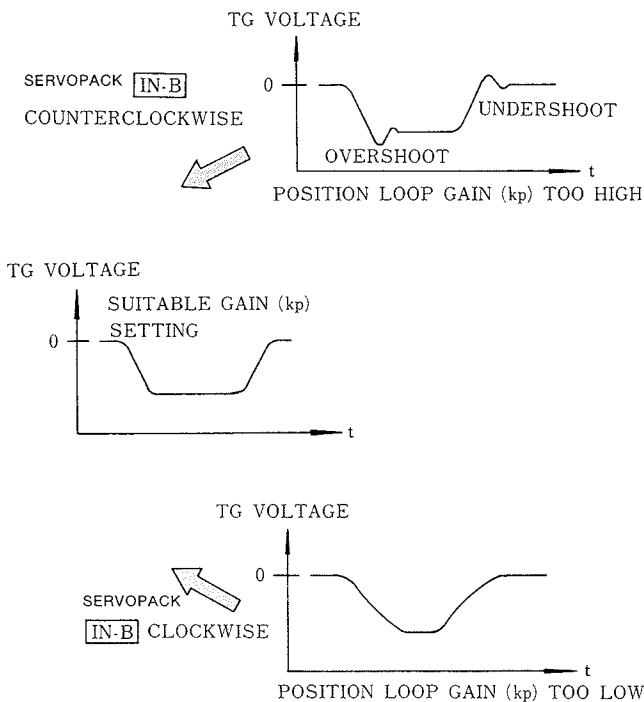 TG VOLTAGE
0
SERVOPACK IN-B
COUNTERCLOCKWISE
UNDERSHOOT
OVERSHOOT
t
POSITION LOOP GAIN (kp) TOO HIGH
TG VOLTAGE
SUITABLE GAIN (kp)
SETTING
0
t
TG VOLTAGE
0
SERVOPACK
IN-B CLOCKWISE
t
POSITION LOOP GAIN (kp) TOO LOW